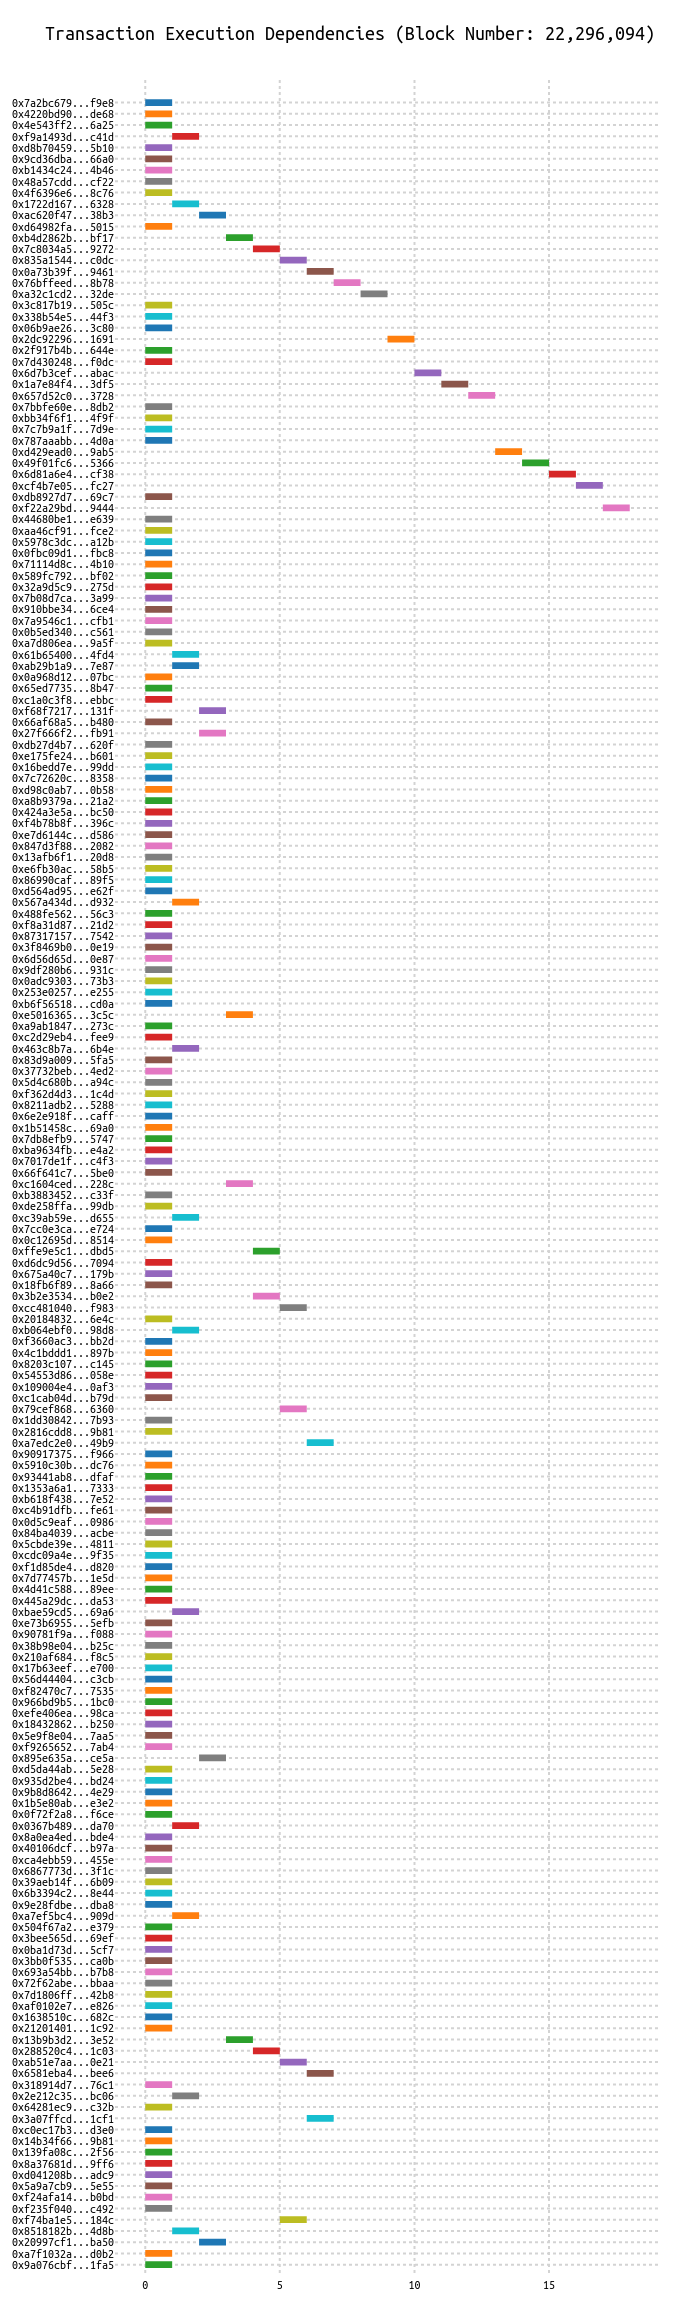 Transaction Execution Dependencies (Block Number: 22,296,094)
0x7a2bc679...f9e8
0x4220bd90...de68
0x4e543ff2...6a25
0xf9a1493d...c41d
0xd8b70459...5b10
0x9cd36dba...66a0
0xb1434c24...4b46
0x48a57cdd...cf22
0x4f6396e6...8c76
0x1722d167...6328
0xac620f47...38b3
0xd64982fa...5015
0xb4d2862b...bf17
0x7c8034a5...9272
0x835a1544...c0dc
0x0a73b39f...9461
0x76bffeed...8b78
0xa32c1cd2...32de
0x3c817b19...505c
0x338b54e5...44f3
0x06b9ae26...3c80
0x2dc92296...1691
0x2f917b4b...644e
0x7d430248...f0dc
0x6d7b3cef...abac
0x1a7e84f4...3df5
0x657d52c0...3728
0x7bbfe60e...8db2
0xbb34f6f1...4f9f
0x7c7b9a1f...7d9e
0x787aaabb...4d0a
0xd429ead0...9ab5
0x49f01fc6...5366
0x6d81a6e4...cf38
0xcf4b7e05...fc27
0xdb8927d7...69c7
0xf22a29bd...9444
0x44680be1...e639
0xaa46cf91...fce2
0x5978c3dc...a12b
0x0fbc09d1...fbc8
0x71114d8c...4b10
0x589fc792...bf02
0x32a9d5c9...275d
0x7b08d7ca...3a99
0x910bbe34...6ce4
0x7a9546c1...cfb1
0x0b5ed340...c561
0xa7d806ea...9a5f
0x61b65400...4fd4
0xab29b1a9...7e87
0x0a968d12...07bc
0x65ed7735...8b47
0xc1a0c3f8...ebbc
0xf68f7217...131f
0x66af68a5...b480
0x27f666f2...fb91
0xdb27d4b7...620f
0xe175fe24...b601
0x16bedd7e...99dd
0x7c72620c...8358
0xd98c0ab7...0b58
0xa8b9379a...21a2
0x424a3e5a...bc50
0xf4b78b8f...396c
0xe7d6144c...d586
0x847d3f88...2082
0x13afb6f1...20d8
0xe6fb30ac...58b5
0x86990caf...89f5
0xd564ad95...e62f
0x567a434d...d932
0x488fe562...56c3
0xf8a31d87...21d2
0x87317157...7542
0x3f8469b0...0e19
0x6d56d65d...0e87
0x9df280b6...931c
0x0adc9303...73b3
0x253e0257...e255
0xb6f56518...cd0a
0xe5016365...3c5c
0xa9ab1847...273c
0xc2d29eb4...fee9
0x463c8b7a...6b4e
0x83d9a009...5fa5
0x37732beb...4ed2
0x5d4c680b...a94c
0xf362d4d3...1c4d
0x8211adb2...5288
0x6e2e918f...caff
0x1b51458c...69a0
0x7db8efb9...5747
0xba9634fb...e4a2
0x7017de1f...c4f3
0x66f641c7...5be0
0xc1604ced...228c
0xb3883452...c33f
0xde258ffa...99db
0xc39ab59e...d655
0x7cc0e3ca...e724
0x0c12695d...8514
0xffe9e5c1...dbd5
0xd6dc9d56...7094
0x675a40c7...179b
0x18fb6f89...8a66
0x3b2e3534...b0e2
0xcc481040...f983
0x20184832...6e4c
0xb064ebf0...98d8
0xf3660ac3...bb2d
0x4c1bddd1...897b
0x8203c107...c145
0x54553d86...058e
0x109004e4...0af3
0xc1cab04d...b79d
0x79cef868...6360
0x1dd30842...7b93
0x2816cdd8...9b81
0xa7edc2e0...49b9
0x90917375...f966
0x5910c30b...dc76
0x93441ab8...dfaf
0x1353a6a1...7333
0xb618f438...7e52
0xc4b91dfb...fe61
0x0d5c9eaf...0986
0x84ba4039...acbe
0x5cbde39e...4811
0xcdc09a4e...9f35
0xf1d85de4...d820
0x7d77457b...1e5d
0x4d41c588...89ee
0x445a29dc...da53
0xbae59cd5...69a6
0xe73b6955...5efb
0x90781f9a...f088
0x38b98e04...b25c
0x210af684...f8c5
0x17b63eef...e700
0x56d44404...c3cb
0xf82470c7...7535
0x966bd9b5...1bc0
0xefe406ea...98ca
0x18432862...b250
0x5e9f8e04...7aa5
0xf9265652...7ab4
0x895e635a...ce5a
0xd5da44ab...5e28
0x935d2be4...bd24
0x9b8d8642...4e29
0x1b5e80ab...e3e2
0x0f72f2a8...f6ce
0x0367b489...da70
0x8a0ea4ed...bde4
0x40106dcf...b97a
0xca4ebb59...455e
0x6867773d...3f1c
0x39aeb14f...6b09
0x6b3394c2...8e44
0x9e28fdbe...dba8
0xa7ef5bc4...909d
0x504f67a2...e379
0x3bee565d...69ef
0x0ba1d73d...5cf7
0x3bb0f535...ca0b
0x693a54bb...b7b8
0x72f62abe...bbaa
0x7d1806ff...42b8
0xaf0102e7...e826
0x1638510c...682c
0x21201401...1c92
0x13b9b3d2...3e52
0x288520c4...1c03
0xab51e7aa...0e21
0x6581eba4...bee6
0x318914d7...76c1
0x2e212c35...bc06
0x64281ec9...c32b
0x3a07ffcd...1cf1
0xc0ec17b3...d3e0
0x14b34f66...9b81
0x139fa08c...2f56
0x8a37681d...9ff6
0xd041208b...adc9
0x5a9a7cb9...5e55
0xf24afa14...b0bd
0xf235f040...c492
0xf74ba1e5...184c
0x8518182b...4d8b
0x20997cf1...ba50
0xa7f1032a...d0b2
0x9a076cbf...1fa5
0 5 10 15